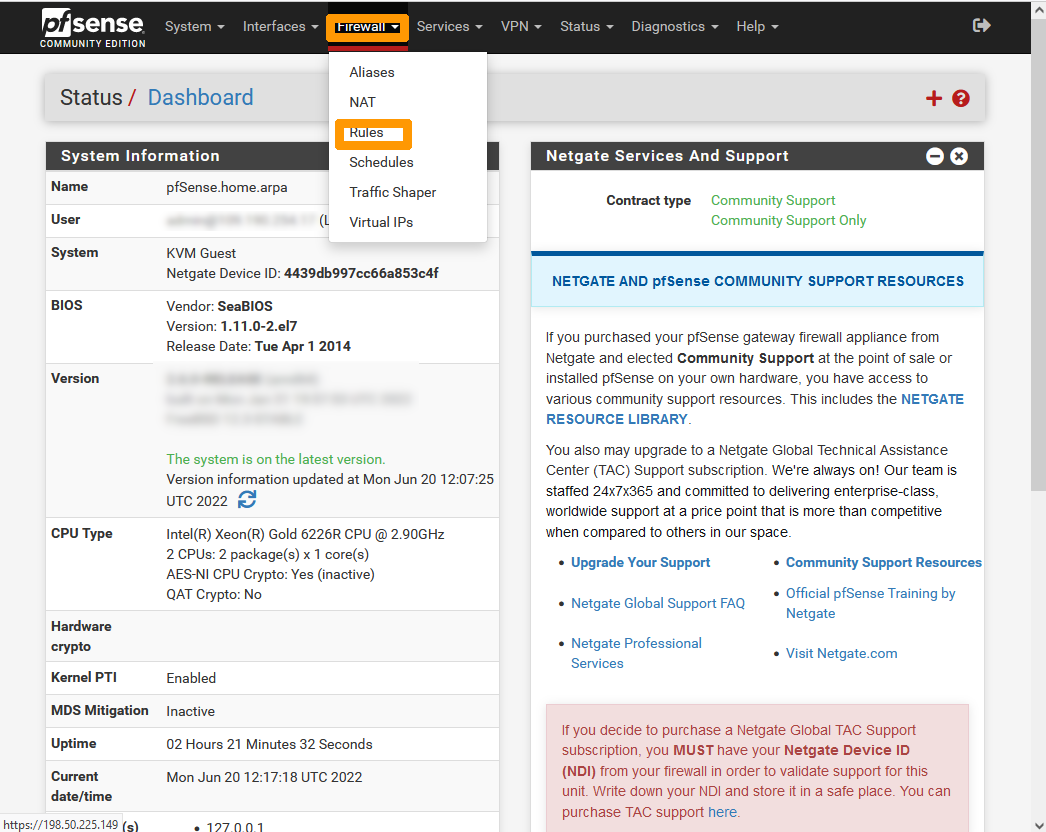 pfsense
COMMUNITY EDITION
System Interfaces Firewall Services VPN Status Diagnostics Help
Aliases
NAT
Rules
Schedules
Traffic Shaper
Virtual IPs
Status / Dashboard
System Information
Name pfSense.home.arpa
User (L
System KVM Guest
Netgate Device ID: 4439db997cc66a853c4f
BIOS Vendor: SeaBIOS
Version: 1.11.0-2.el7
Release Date: Tue Apr 1 2014
Version
The system is on the latest version.
Version information updated at Mon Jun 20 12:07:25
UTC 2022
CPU Type Intel(R) Xeon(R) Gold 6226R CPU @ 2.90GHz
2 CPUs: 2 package(s) x 1 core(s)
AES-NI CPU Crypto: Yes (inactive)
QAT Crypto: No
Hardware
crypto
Kernel PTI Enabled
MDS Mitigation Inactive
Uptime 02 Hours 21 Minutes 32 Seconds
Current Mon Jun 20 12:17:18 UTC 2022
date/time
(s) • 127.0.0.1
https://198.50.225.149
Netgate Services And Support
Contract type Community Support
Community Support Only
NETGATE AND pfSense COMMUNITY SUPPORT RESOURCES
If you purchased your pfSense gateway firewall appliance from
Netgate and elected Community Support at the point of sale or
installed pfSense on your own hardware, you have access to
various community support resources. This includes the NETGATE
RESOURCE LIBRARY.
You also may upgrade to a Netgate Global Technical Assistance
Center (TAC) Support subscription. We're always on! Our team is
staffed 24x7x365 and committed to delivering enterprise-class,
worldwide support at a price point that is more than competitive
when compared to others in our space.
• Upgrade Your Support
• Netgate Global Support FAQ
• Netgate Professional
Services
• Community Support Resources
• Official pfSense Training by
Netgate
• Visit Netgate.com
If you decide to purchase a Netgate Global TAC Support
subscription, you MUST have your Netgate Device ID
(NDI) from your firewall in order to validate support for this
unit. Write down your NDI and store it in a safe place. You can
purchase TAC support here.